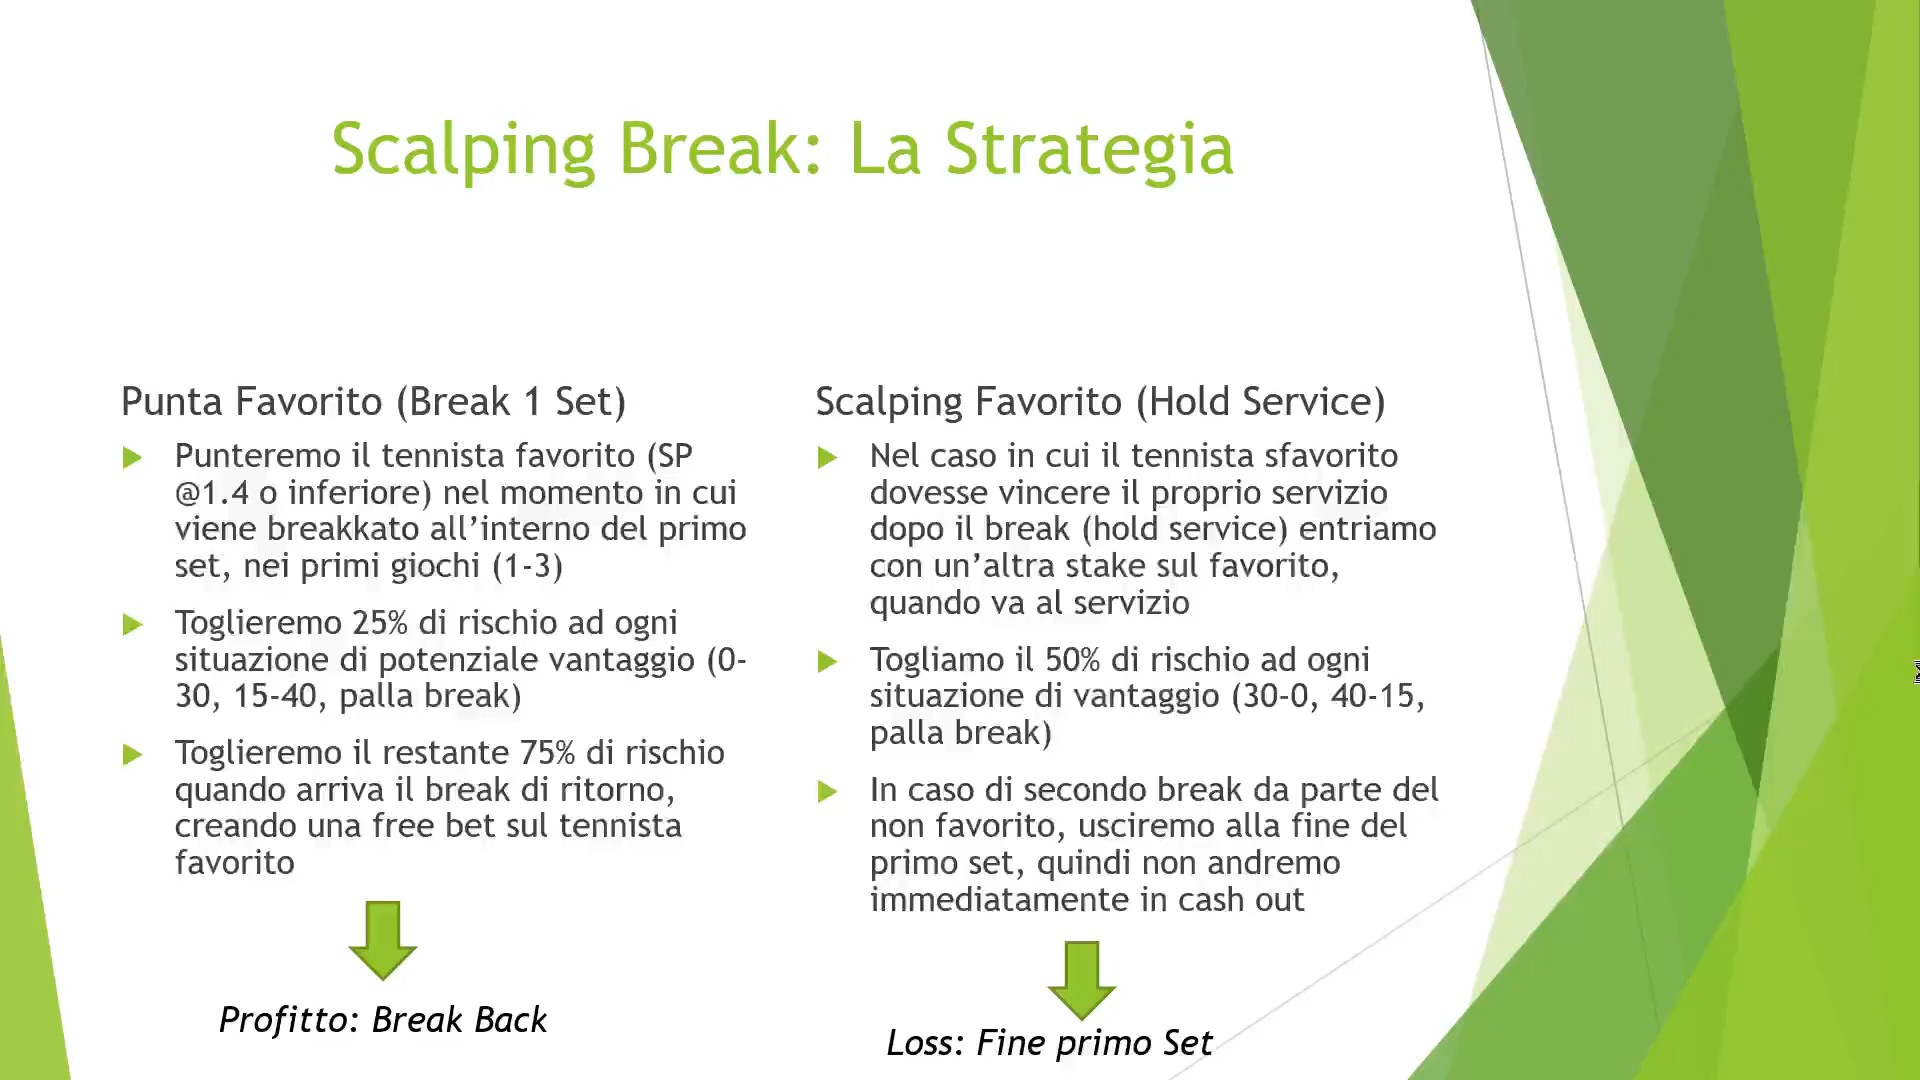 Scalping Break: La Strategia
Punta Favorito (Break 1 Set)
Punteremo il tennista favorito (SP
@1.4 o inferiore) nel momento in cui
viene breakkato all’interno del primo
set, nei primi giochi (1-3)
Toglieremo 25% di rischio ad ogni
situazione di potenziale vantaggio (0-
30, 15-40, palla break)
Toglieremo il restante 75% di rischio
quando arriva il break di ritorno,
creando una free bet sul tennista
favorito
Profitto: Break Back
Scalping Favorito (Hold Service)
Nel caso in cui il tennista sfavorito
dovesse vincere il proprio servizio
dopo il break (hold service) entriamo
con un’altra stake sul favorito,
quando va al servizio
Togliamo il 50% di rischio ad ogni
situazione di vantaggio (30-0, 40-15,
palla break)
In caso di secondo break da parte del
non favorito, usciremo alla fine del
primo set, quindi non andremo
immediatamente in cash out
Loss: Fine primo Set